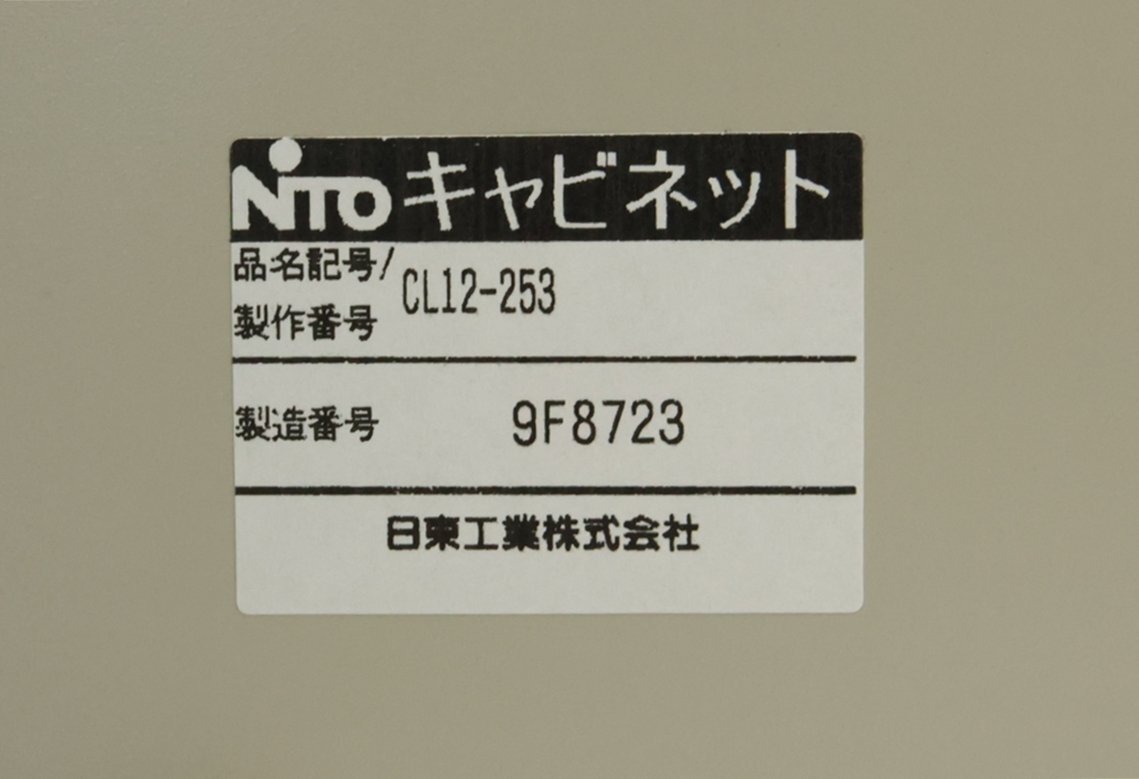 NiTO キャビネット
品名記号/
製作番号 CL12-253
製造番号 9F8723
日東工業株式会社